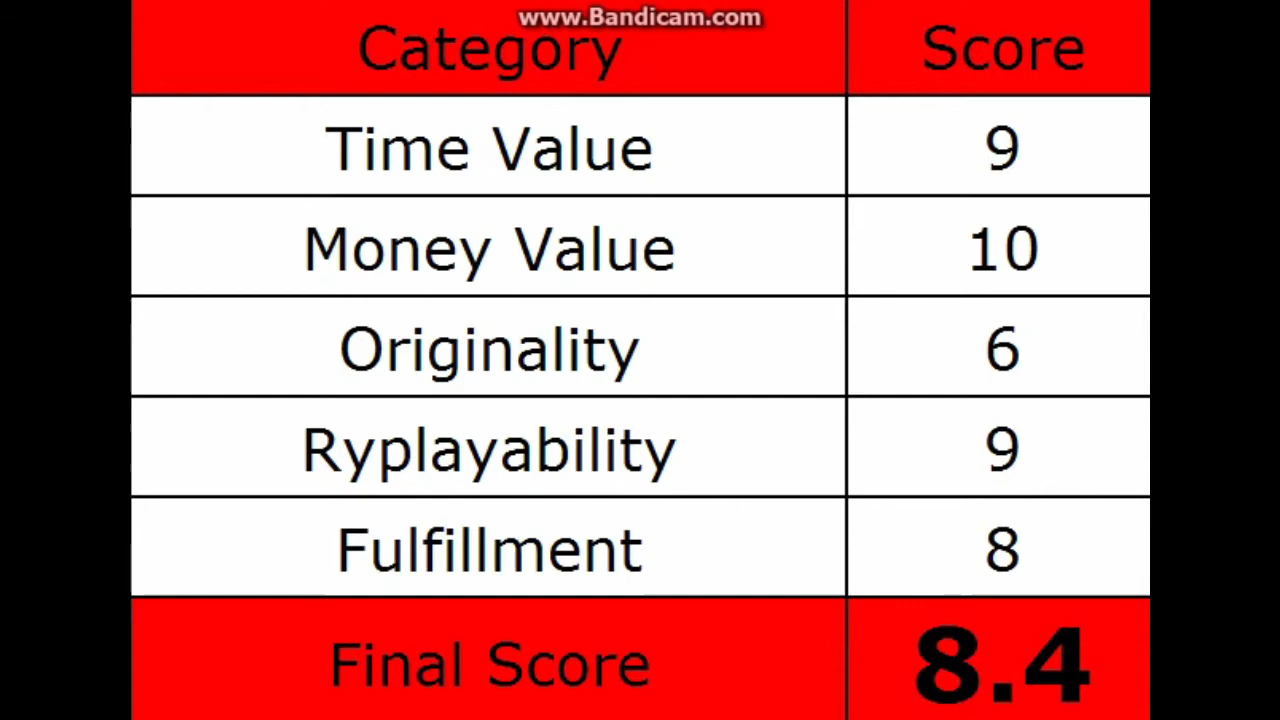 www.Bandicam.com
Category Score
Time Value 9
Money Value 10
Originality 6
Ryplayability 9
Fulfillment 8
Final Score 8.4